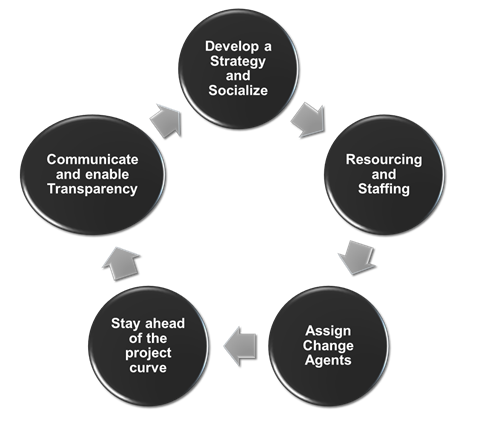 Develop a
Strategy
and
Socialize
Resourcing
and
Staffing
Assign
Change
Agents
Stay ahead
of the
project
curve
Communicate
and enable
Transparency